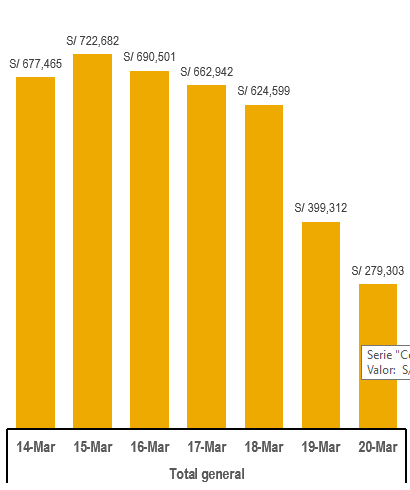 S/ 722,682
S/ 690,501
S/ 677,465
S/ 662,942
S/ 624,599
S/ 399,312
S/ 279,303
Serie "C
Valor: S/
14-Mar 15-Mar 16-Mar 17-Mar 18-Mar 19-Mar 20-Mar
Total general